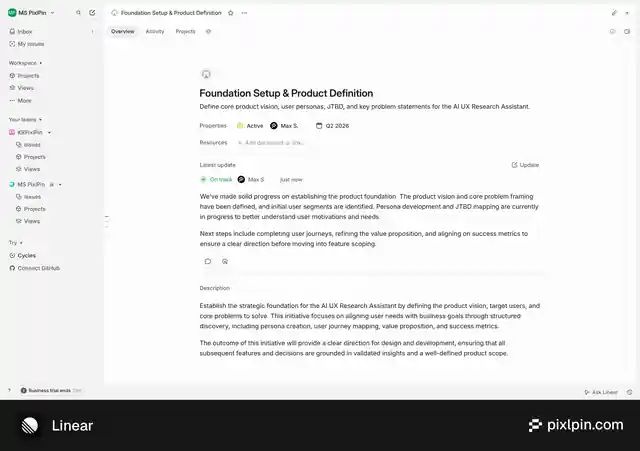 MS PixlPin
Foundation Setup & Product Definition
Inbox
My issues
Overview
Activity
Projects
Workspace
Projects
Views
More
Your teams
Projects
Views
MS PixlPin
Issues
Projects
Views
Try
Cycles
Connect GitHub
Foundation Setup & Product Definition
Define core product vision, user personas, JTBD, and key problem statements for the AI UX Research Assistant.
Properties
Active
Max S.
Q2 2026
Resources
Latest update
Update
On track
Max S
just now
We've made solid progress on establishing the product foundation. The product vision and core problem framing
have been defined, and initial user segments are identified. Persona development and JTBD mapping are currently
in progress to better understand user motivations and needs.
Next steps include completing user journeys, refining the value proposition, and aligning on success metrics to
ensure a clear direction before moving into feature scoping.
Description
Establish the strategic foundation for the AI UX Research Assistant by defining the product vision, target users, and
core problems to solve. This initiative focuses on aligning user needs with business goals through structured
discovery, including persona creation, user journey mapping, value proposition, and success metrics.
The outcome of this initiative will provide a clear direction for design and development, ensuring that all
subsequent features and decisions are grounded in validated insights and a well-defined product scope.
?
Business trial ends
Ask Linear
Linear
pixlpin.com